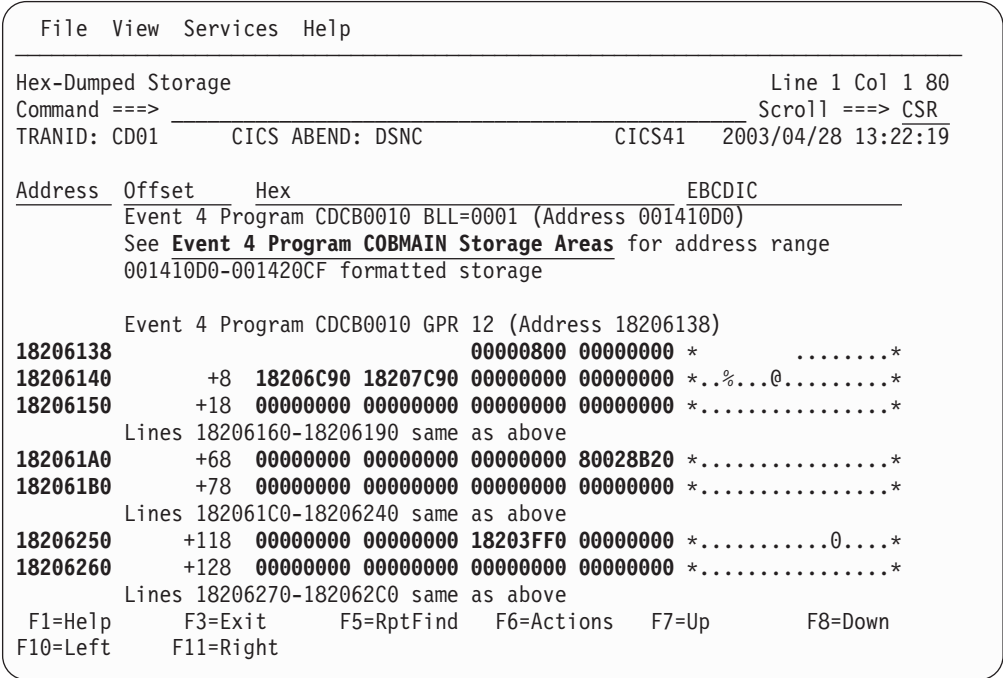 File View Services Help
Hex-Dumped Storage Line 1 Col 1 80
Command ===> Scroll ===> CSR
TRANID: CD01 CICS ABEND: DSNC CICS41 2003/04/28 13:22:19
Address Offset Hex EBCDIC
Event 4 Program CDCB0010 BLL=0001 (Address 001410D0)
See Event 4 Program COBMAIN Storage Areas for address range
001410D0-001420CF formatted storage
Event 4 Program CDCB0010 GPR 12 (Address 18206138)
18206138 00000800 00000000 * ........*
18206140 +8 18206C90 18207C90 00000000 00000000 *..%...@.........*
18206150 +18 00000000 00000000 00000000 00000000 *................*
Lines 18206160-18206190 same as above
182061A0 +68 00000000 00000000 00000000 80028B20 *................*
182061B0 +78 00000000 00000000 00000000 00000000 *................*
Lines 182061C0-18206240 same as above
18206250 +118 00000000 00000000 18203FF0 00000000 *...........0....*
18206260 +128 00000000 00000000 00000000 00000000 *................*
Lines 18206270-182062C0 same as above
F1=Help F3=Exit F5=RptFind F6=Actions F7=Up F8=Down
F10=Left F11=Right